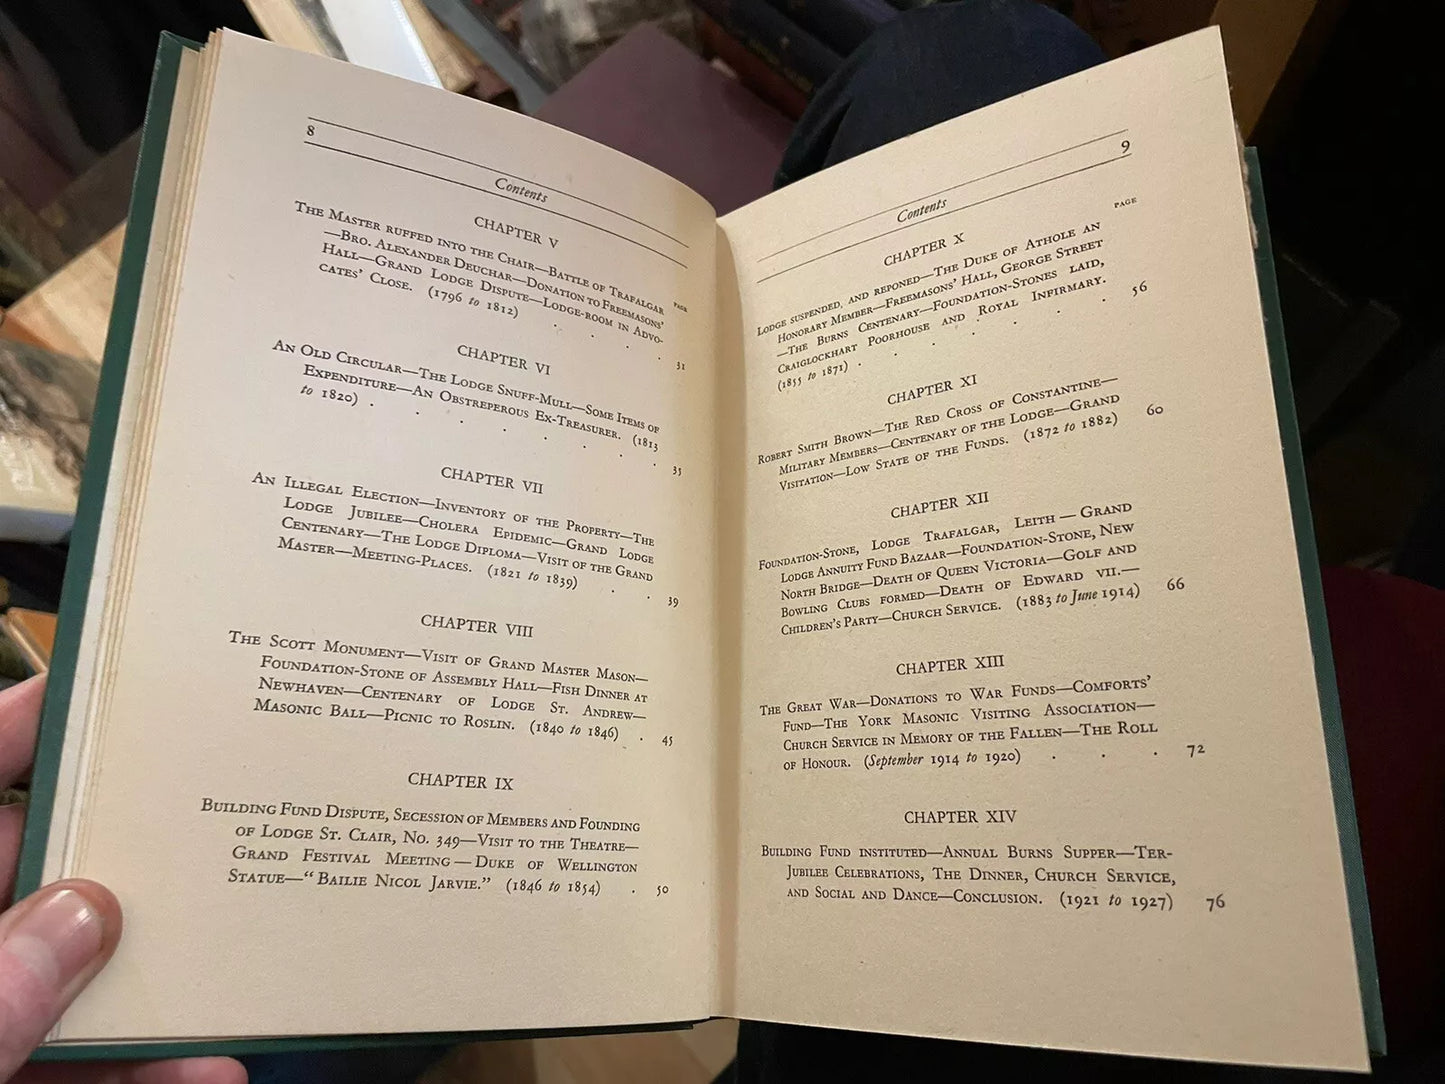 8
Contents
CHAPTER V
PAGE
The Master ruffed into the Chair—Battle of Trafalgar
—Bro. Alexander Deuchar—Donation to Freemasons'
Hall—Grand Lodge Dispute—Lodge-room in Advo-
cates' Close. (1796 to 1812) . . . . 31
CHAPTER VI
An Old Circular—The Lodge Snuff-Mull—Some Items of
Expenditure—An Obstreperous Ex-Treasurer. (1813
to 1820) . . . . . . . . 35
CHAPTER VII
An Illegal Election—Inventory of the Property—The
Lodge Jubilee—Cholera Epidemic—Grand Lodge
Centenary—The Lodge Diploma—Visit of the Grand
Master—Meeting-Places. (1821 to 1839) . . 39
CHAPTER VIII
The Scott Monument—Visit of Grand Master Mason—
Foundation-Stone of Assembly Hall—Fish Dinner at
Newhaven—Centenary of Lodge St. Andrew—
Masonic Ball—Picnic to Roslin. (1840 to 1846) . 45
CHAPTER IX
Building Fund Dispute, Secession of Members and Founding
of Lodge St. Clair, No. 349—Visit to the Theatre—
Grand Festival Meeting—Duke of Wellington
Statue—"Bailie Nicol Jarvie." (1846 to 1854) . 50
9
Contents
CHAPTER X
PAGE
Lodge suspended, and reponed—The Duke of Athole an
Honorary Member—Freemasons' Hall, George Street
—The Burns Centenary—Foundation-Stones laid,
Craiglockhart Poorhouse and Royal Infirmary.
(1855 to 1871) . . . . . . . 56
CHAPTER XI
Robert Smith Brown—The Red Cross of Constantine—
Military Members—Centenary of the Lodge—Grand
Visitation—Low State of the Funds. (1872 to 1882) 60
CHAPTER XII
Foundation-Stone, Lodge Trafalgar, Leith—Grand
Lodge Annuity Fund Bazaar—Foundation-Stone, New
North Bridge—Death of Queen Victoria—Golf and
Bowling Clubs formed—Death of Edward VII.—
Children's Party—Church Service. (1883 to June 1914) 66
CHAPTER XIII
The Great War—Donations to War Funds—Comforts'
Fund—The York Masonic Visiting Association—
Church Service in Memory of the Fallen—The Roll
of Honour. (September 1914 to 1920) . . . 72
CHAPTER XIV
Building Fund instituted—Annual Burns Supper—Ter-
Jubilee Celebrations, The Dinner, Church Service,
and Social and Dance—Conclusion. (1921 to 1927) 76